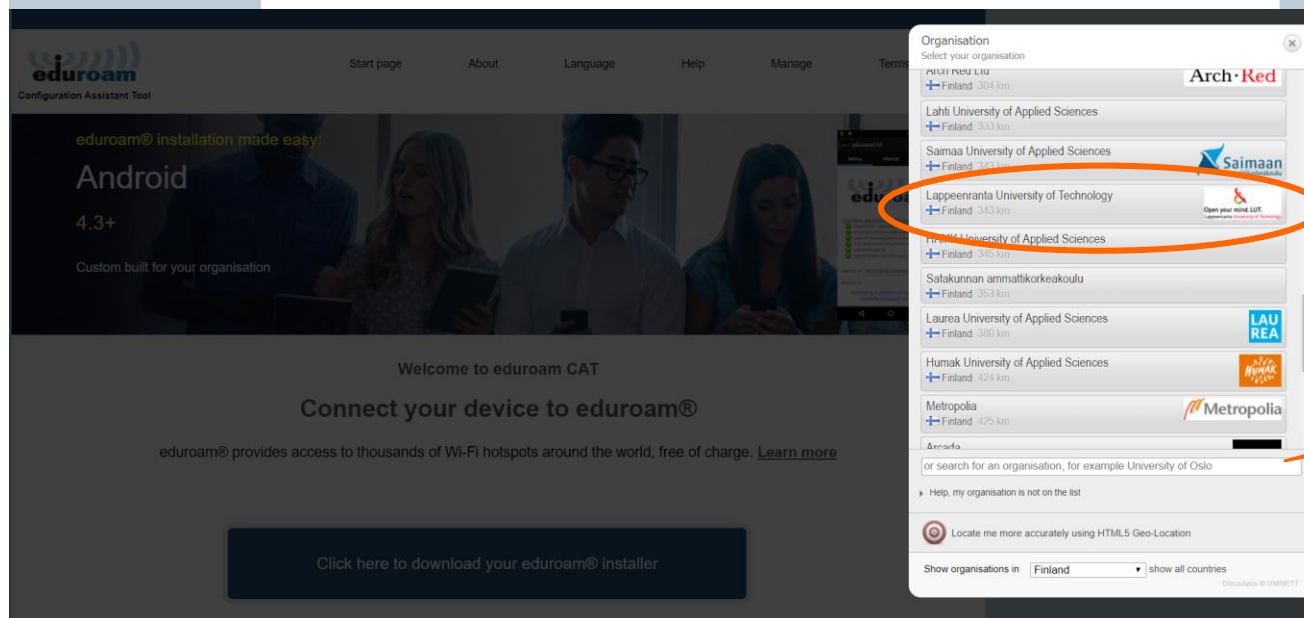 eduroam
Configuration Assistant Tool
Start page
About
Language
Help
Manage
Terms
eduroam® installation made easy:
Android
4.3+
Custom built for your organisation
Welcome to eduroam CAT
Connect your device to eduroam®
eduroam® provides access to thousands of Wi-Fi hotspots around the world, free of charge. Learn more
Click here to download your eduroam® installer
Organisation
Select your organisation
Arch Red Ltd
Finland 304 km
Arch·Red
Lahti University of Applied Sciences
Finland 333 km
Saimaa University of Applied Sciences
Finland 343 km
Saimaan
Lappeenranta University of Technology
Finland 343 km
Open your mind. LUT.
Lappeenranta University of Technology
HAMK University of Applied Sciences
Finland 345 km
Satakunnan ammattikorkeakoulu
Finland 353 km
Laurea University of Applied Sciences
Finland 380 km
LAU
REA
Humak University of Applied Sciences
Finland 424 km
HUMAK
Metropolia
Finland 425 km
Metropolia
Arcada
or search for an organisation, for example University of Oslo
Help, my organisation is not on the list
Locate me more accurately using HTML5 Geo-Location
Show organisations in Finland show all countries
DiscoJuice © UNINETT